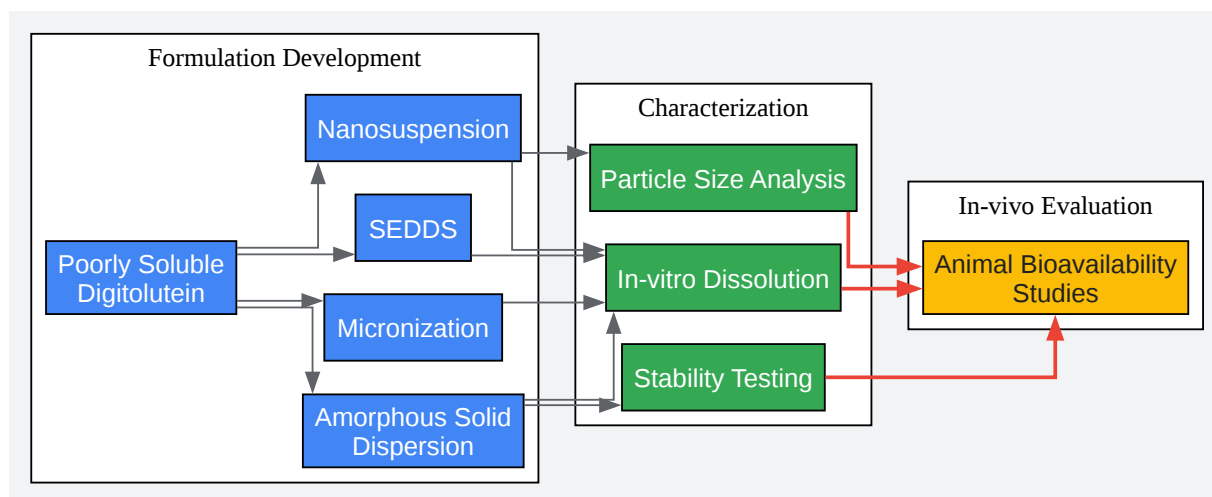 Formulation Development
Nanosuspension
SEDDS
Poorly Soluble
Digitolutein
Micronization
Amorphous Solid
Dispersion
Characterization
Particle Size Analysis
In-vitro Dissolution
Stability Testing
In-vivo Evaluation
Animal Bioavailability
Studies